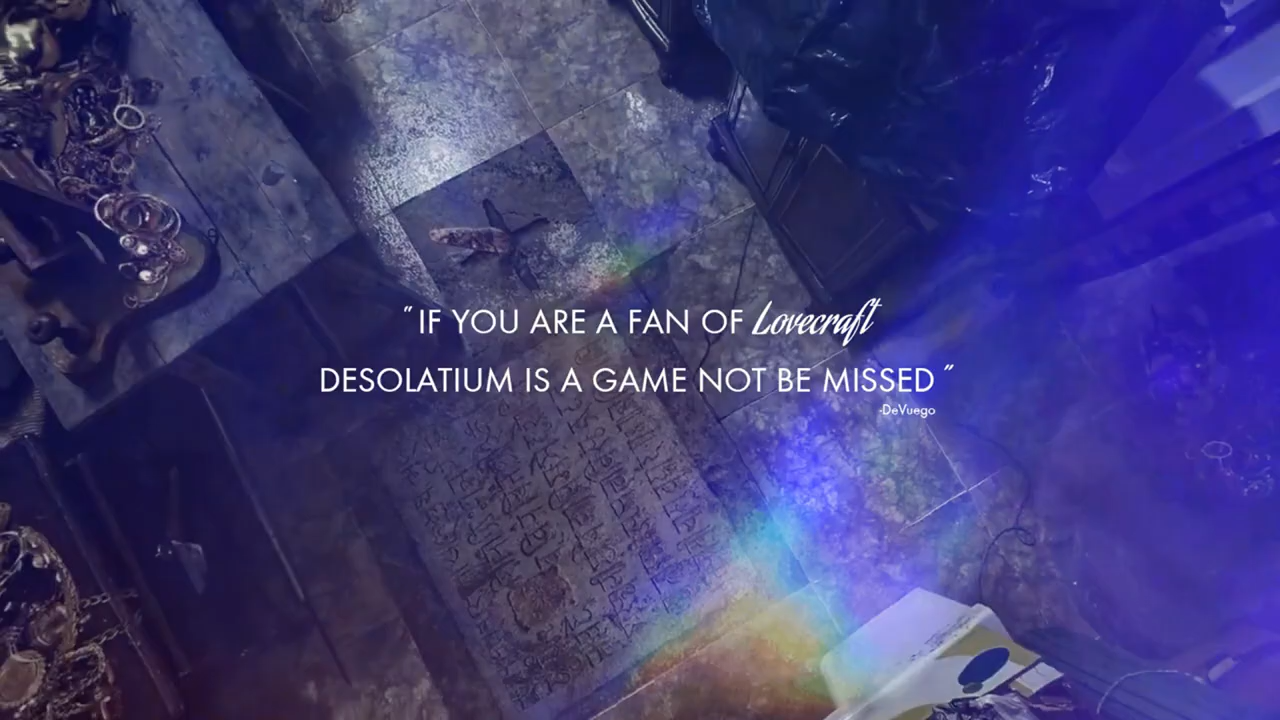 " IF YOU ARE A FAN OF Lovecraft
DESOLATIUM IS A GAME NOT BE MISSED "
-DeVuego